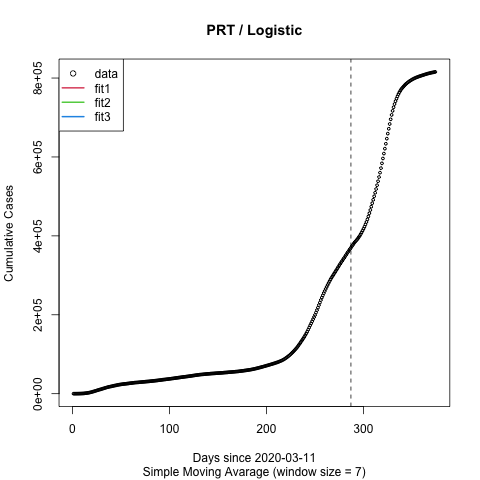 PRT / Logistic
data
fit1
fit2
fit3
Cumulative Cases
8e+05
6e+05
4e+05
2e+05
0e+00
0 100 200 300
Days since 2020-03-11
Simple Moving Avarage (window size = 7)